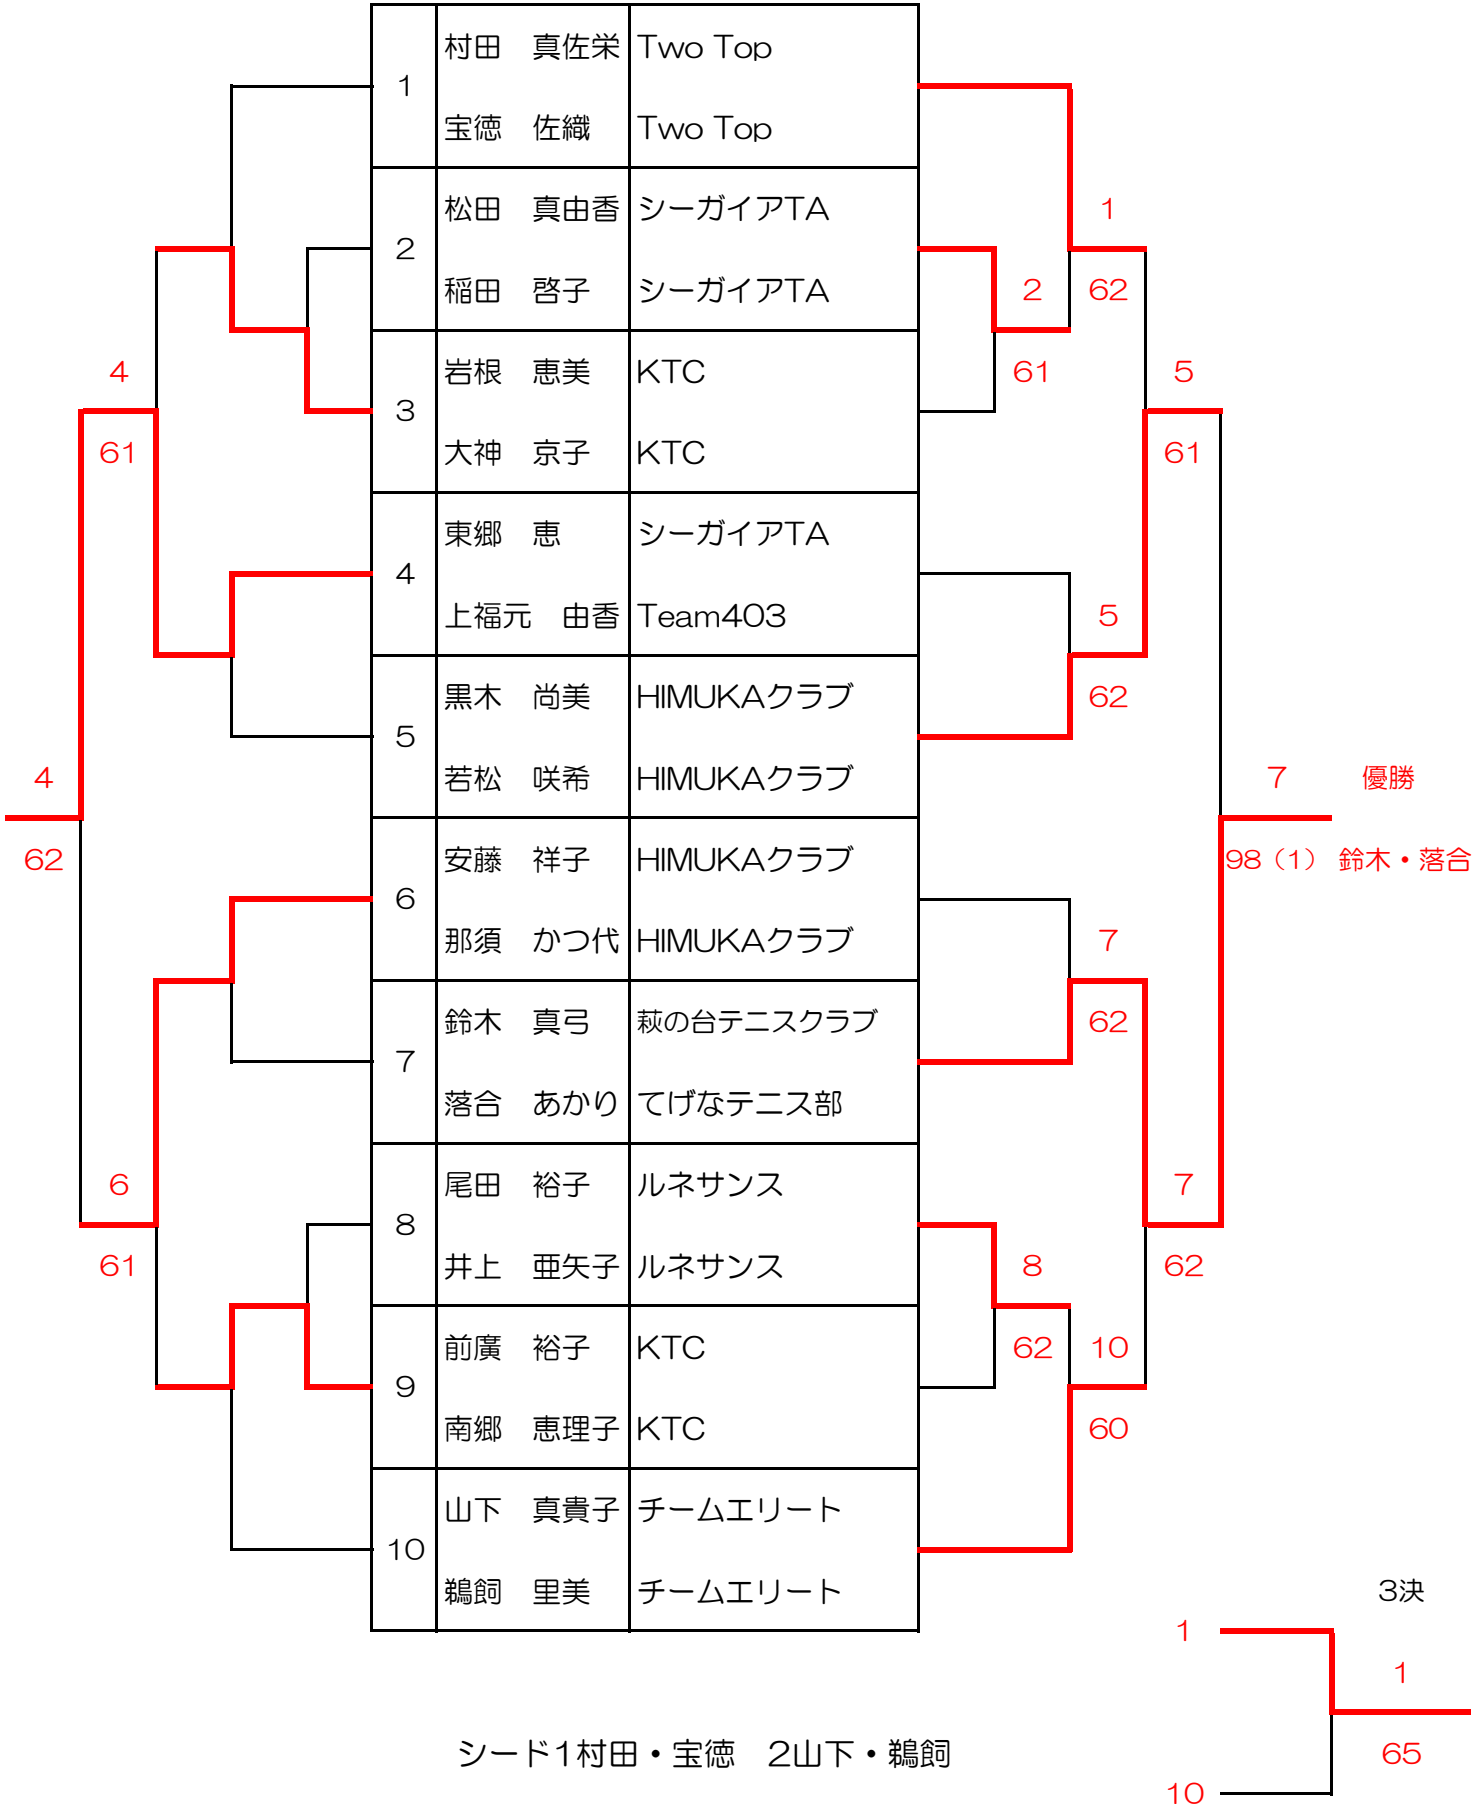 村田　真佐栄 Two Top
1
1
宝徳　佐織 Two Top
松田　真由香 シーガイアTA
2
2
62
稲田　啓子 シーガイアTA
4
岩根　恵美 KTC
61
5
3
61
大神　京子 KTC
61
東郷　恵 シーガイアTA
4
上福元　由香 Team403
5
黒木　尚美 HIMUKAクラブ
62
5
4
若松　咲希 HIMUKAクラブ
7　優勝
62
安藤　祥子 HIMUKAクラブ
98（1） 鈴木・落合
6
那須　かつ代 HIMUKAクラブ
7
鈴木　真弓 萩の台テニスクラブ
62
7
落合　あかり てげなテニス部
6
尾田　裕子 ルネサンス
7
8
61
井上　亜矢子 ルネサンス
8
62
前廣　裕子 KTC
62
10
9
南郷　恵理子 KTC
60
山下　真貴子 チームエリート
10
鵜飼　里美 チームエリート
3決
1
1
シード1村田・宝徳　2山下・鵜飼
65
10